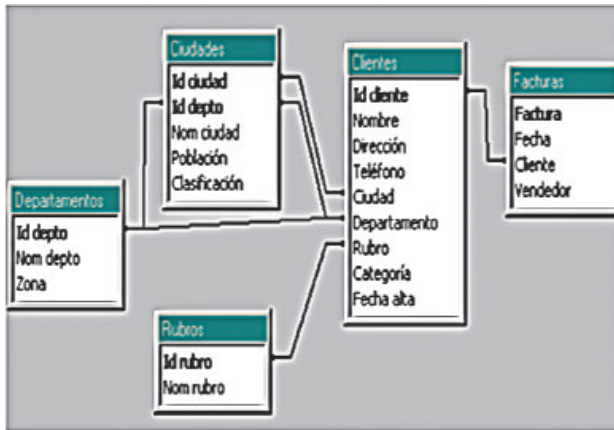 Ciudades
Id ciudad
Id depto
Nom ciudad
Población
Clasificación
Clientes
Id cliente
Nombre
Dirección
Teléfono
Ciudad
Departamento
Rubro
Categoría
Fecha alta
Facturas
Factura
Fecha
Cliente
Vendedor
Departamentos
Id depto
Nom depto
Zona
Rubros
Id rubro
Nom rubro